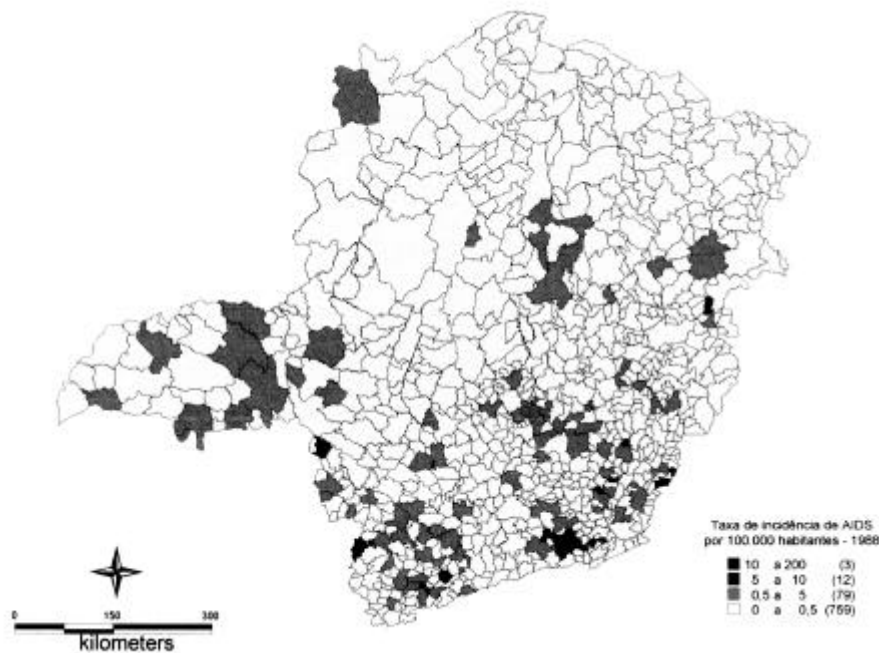 Taxa de incidência de AIDS
por 100.000 habitantes - 1988
10 a 200 (3)
5 a 10 (12)
0,5 a 5 (79)
0 a 0,5 (759)
0 150 300
kilometers